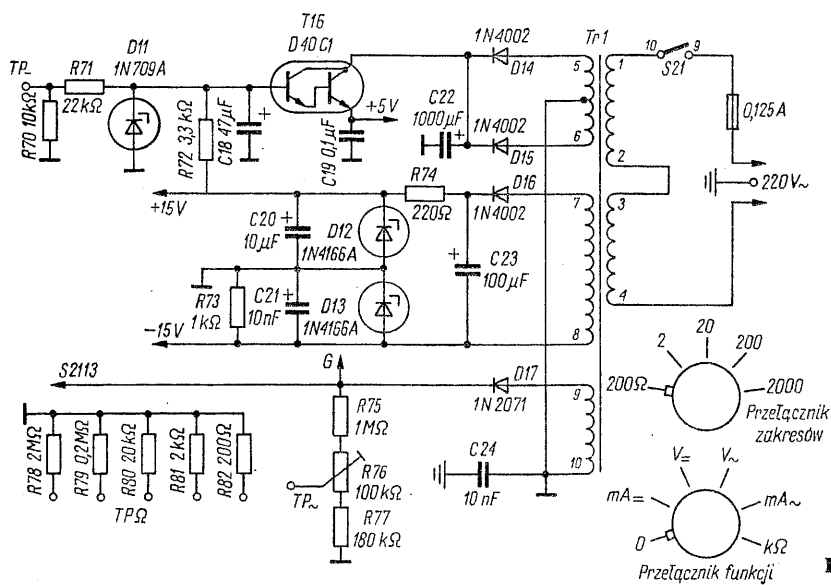 T16
D40C1
1N4002
D14
Tr1
10
9
S21
TP-
R71
22kΩ
D11
1N709A
R70 10kΩ
R72 3,3 kΩ
C18 47μF
+
C19 0,1μF
+5V
C22
1000μF
+
1N4002
D15
5
6
1
2
0,125A
220V~
+15V
R74
220Ω
D16
1N4002
C20
10μF
+
D12
1N4166A
C23
100μF
+
7
8
3
4
R73
1kΩ
C21
10nF
+
D13
1N4166A
-15V
S2113
G
D17
1N2071
9
10
R75
1MΩ
R76
100kΩ
TP~
R77
180kΩ
C24
10nF
R78 2MΩ
R79 0,2MΩ
R80 20kΩ
R81 2kΩ
R82 200Ω
TPΩ
200Ω
2
20
200
2000
Przełącznik
zakresów
0
mA=
V=
V~
mA~
kΩ
Przełącznik funkcji